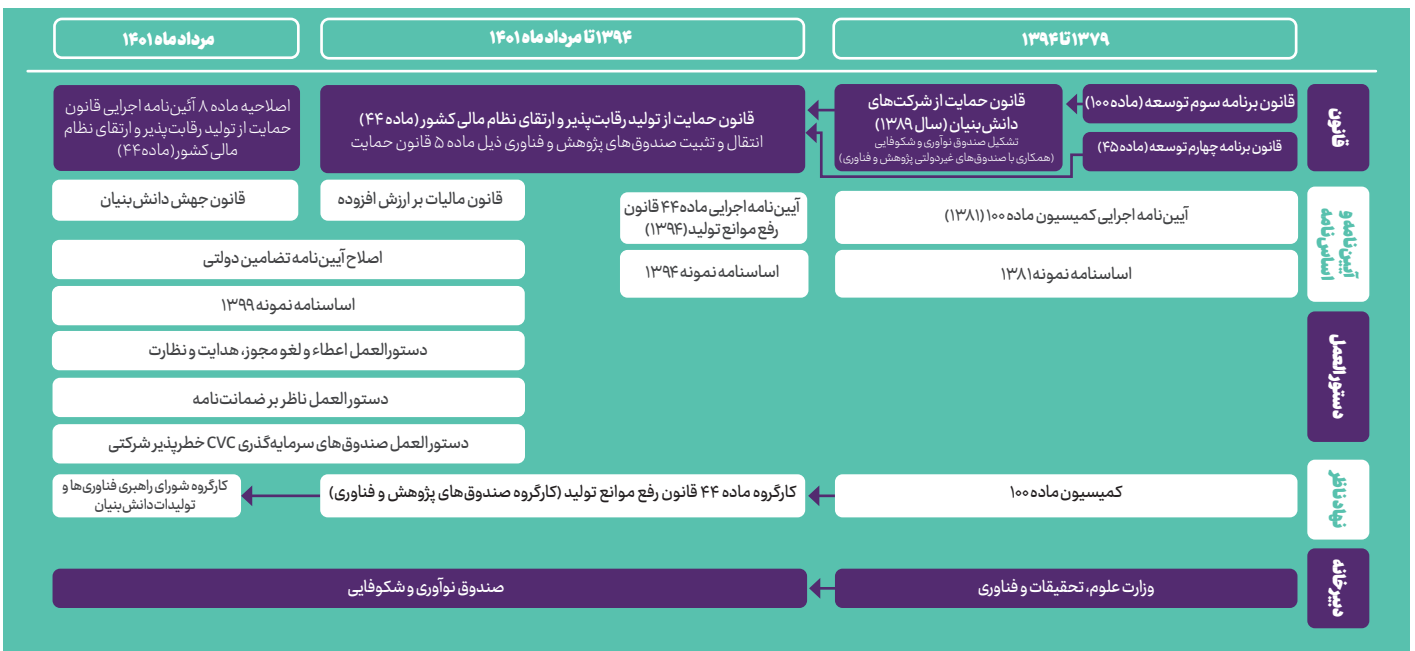 ۱۳۷۹ تا ۱۳۹۴
۱۳۹۴ تا مرداد ماه ۱۴۰۱
مرداد ماه ۱۴۰۱
قانون
قانون برنامه سوم توسعه (ماده ۱۰۰)
قانون برنامه چهارم توسعه (ماده ۴۵)
قانون حمایت از شرکت‌های
دانش‌بنیان (سال ۱۳۸۹)
تشکیل صندوق نوآوری و شکوفایی
(همکاری با صندوق‌های غیردولتی پژوهش و فناوری)
قانون حمایت از تولید رقابت‌پذیر و ارتقای نظام مالی کشور (ماده ۴۴)
انتقال و تثبیت صندوق‌های پژوهش و فناوری ذیل ماده ۵ قانون حمایت
اصلاحیه ماده ۸ آئین‌نامه اجرایی قانون
حمایت از تولید رقابت‌پذیر و ارتقای نظام
مالی کشور (ماده ۴۴)
آیین‌نامه و
اساس‌نامه
آیین‌نامه اجرایی کمیسیون ماده ۱۰۰ (۱۳۸۱)
آیین‌نامه اجرایی ماده ۴۴ قانون
رفع موانع تولید (۱۳۹۴)
قانون مالیات بر ارزش افزوده
قانون جهش دانش‌بنیان
اساسنامه نمونه ۱۳۸۱
اساسنامه نمونه ۱۳۹۴
اصلاح آیین‌نامه تضامین دولتی
اساسنامه نمونه ۱۳۹۹
دستورالعمل
دستورالعمل اعطاء و لغو مجوز، هدایت و نظارت
دستورالعمل ناظر بر ضمانت‌نامه
دستورالعمل صندوق‌های سرمایه‌گذری CVC خطرپذیر شرکتی
نهاد ناظر
کمیسیون ماده ۱۰۰
کارگروه ماده ۴۴ قانون رفع موانع تولید (کارگروه صندوق‌های پژوهش و فناوری)
کارگروه شورای راهبری فناوری‌ها و
تولیدات دانش‌بنیان
دبیرخانه
وزارت علوم، تحقیقات و فناوری
صندوق نوآوری و شکوفایی